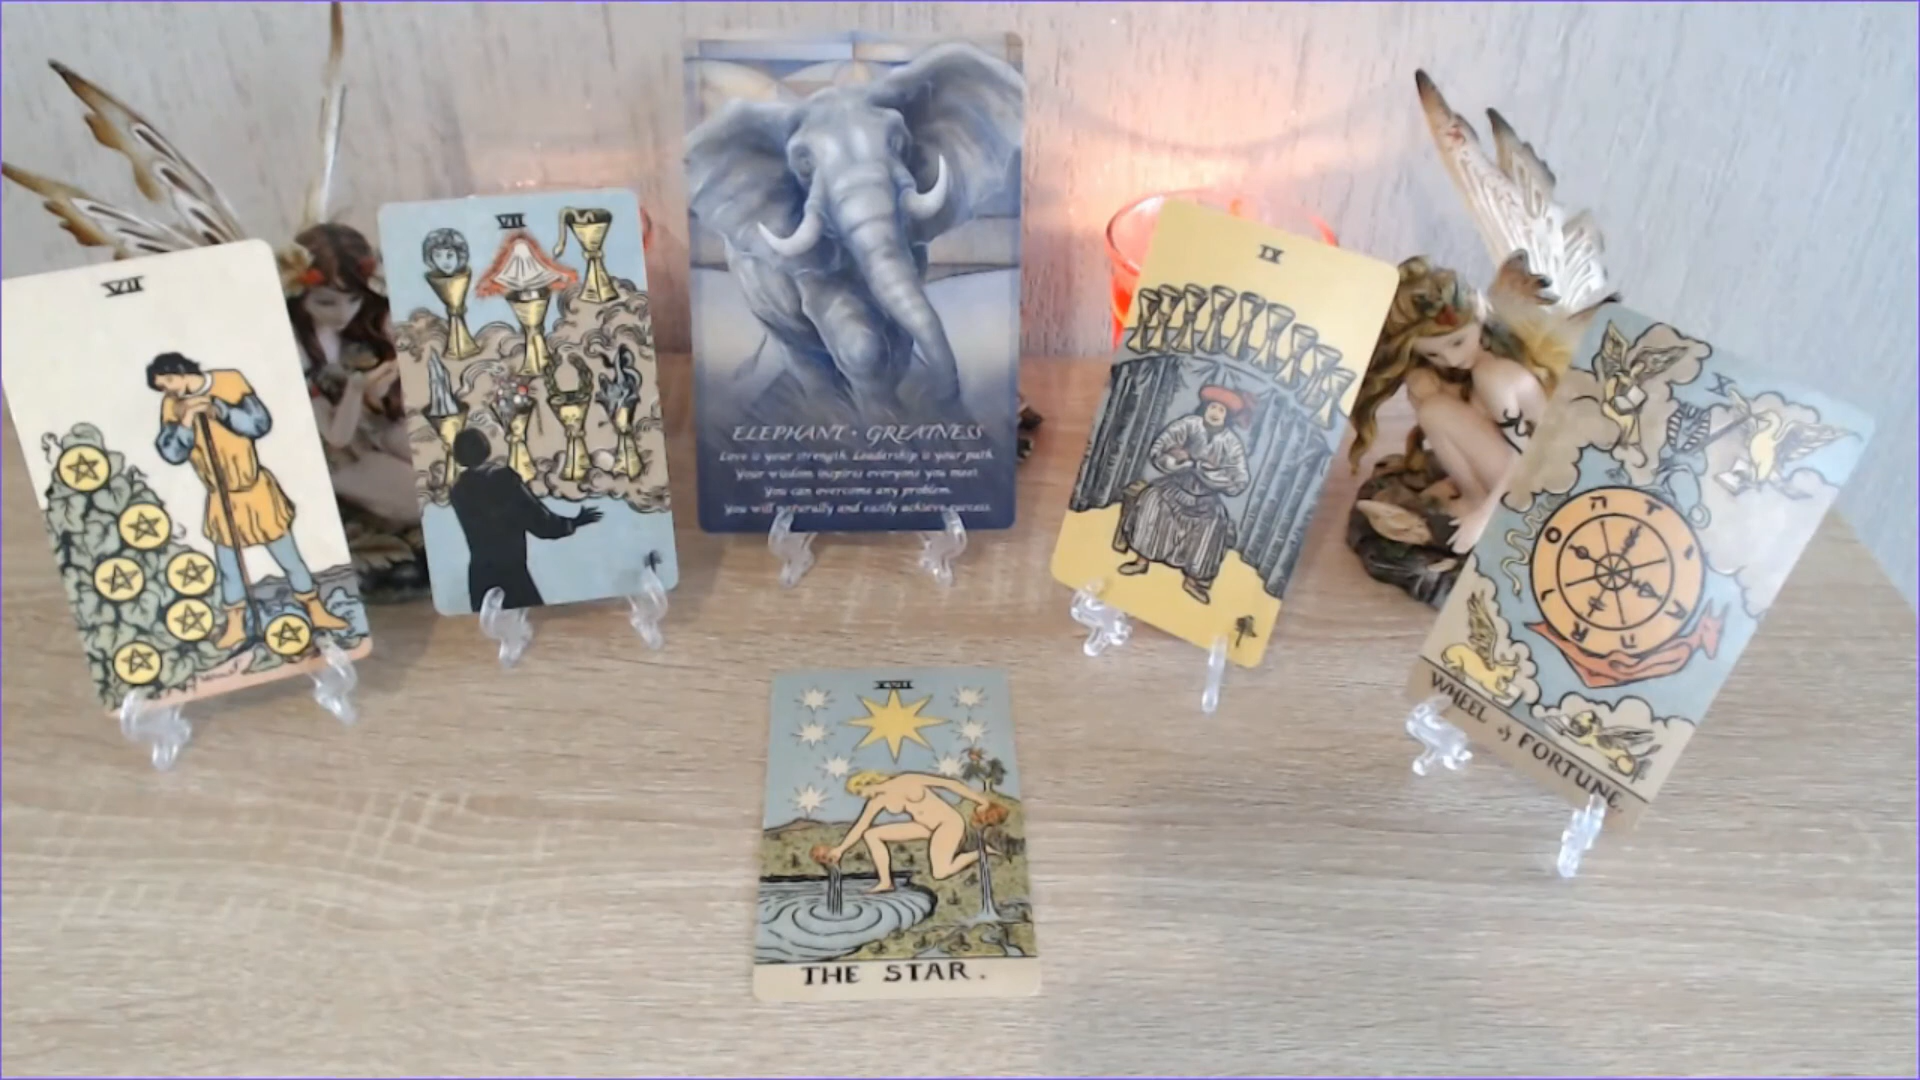 VII
VII
ELEPHANT • GREATNESS
Love is your strength. Leadership is your path.
Your wisdom inspires everyone you meet.
You can overcome any problem.
You will naturally and easily achieve success.
IX
X
T
A
R
O
ה
ו
ה
י
WHEEL of FORTUNE.
XVII
THE STAR.